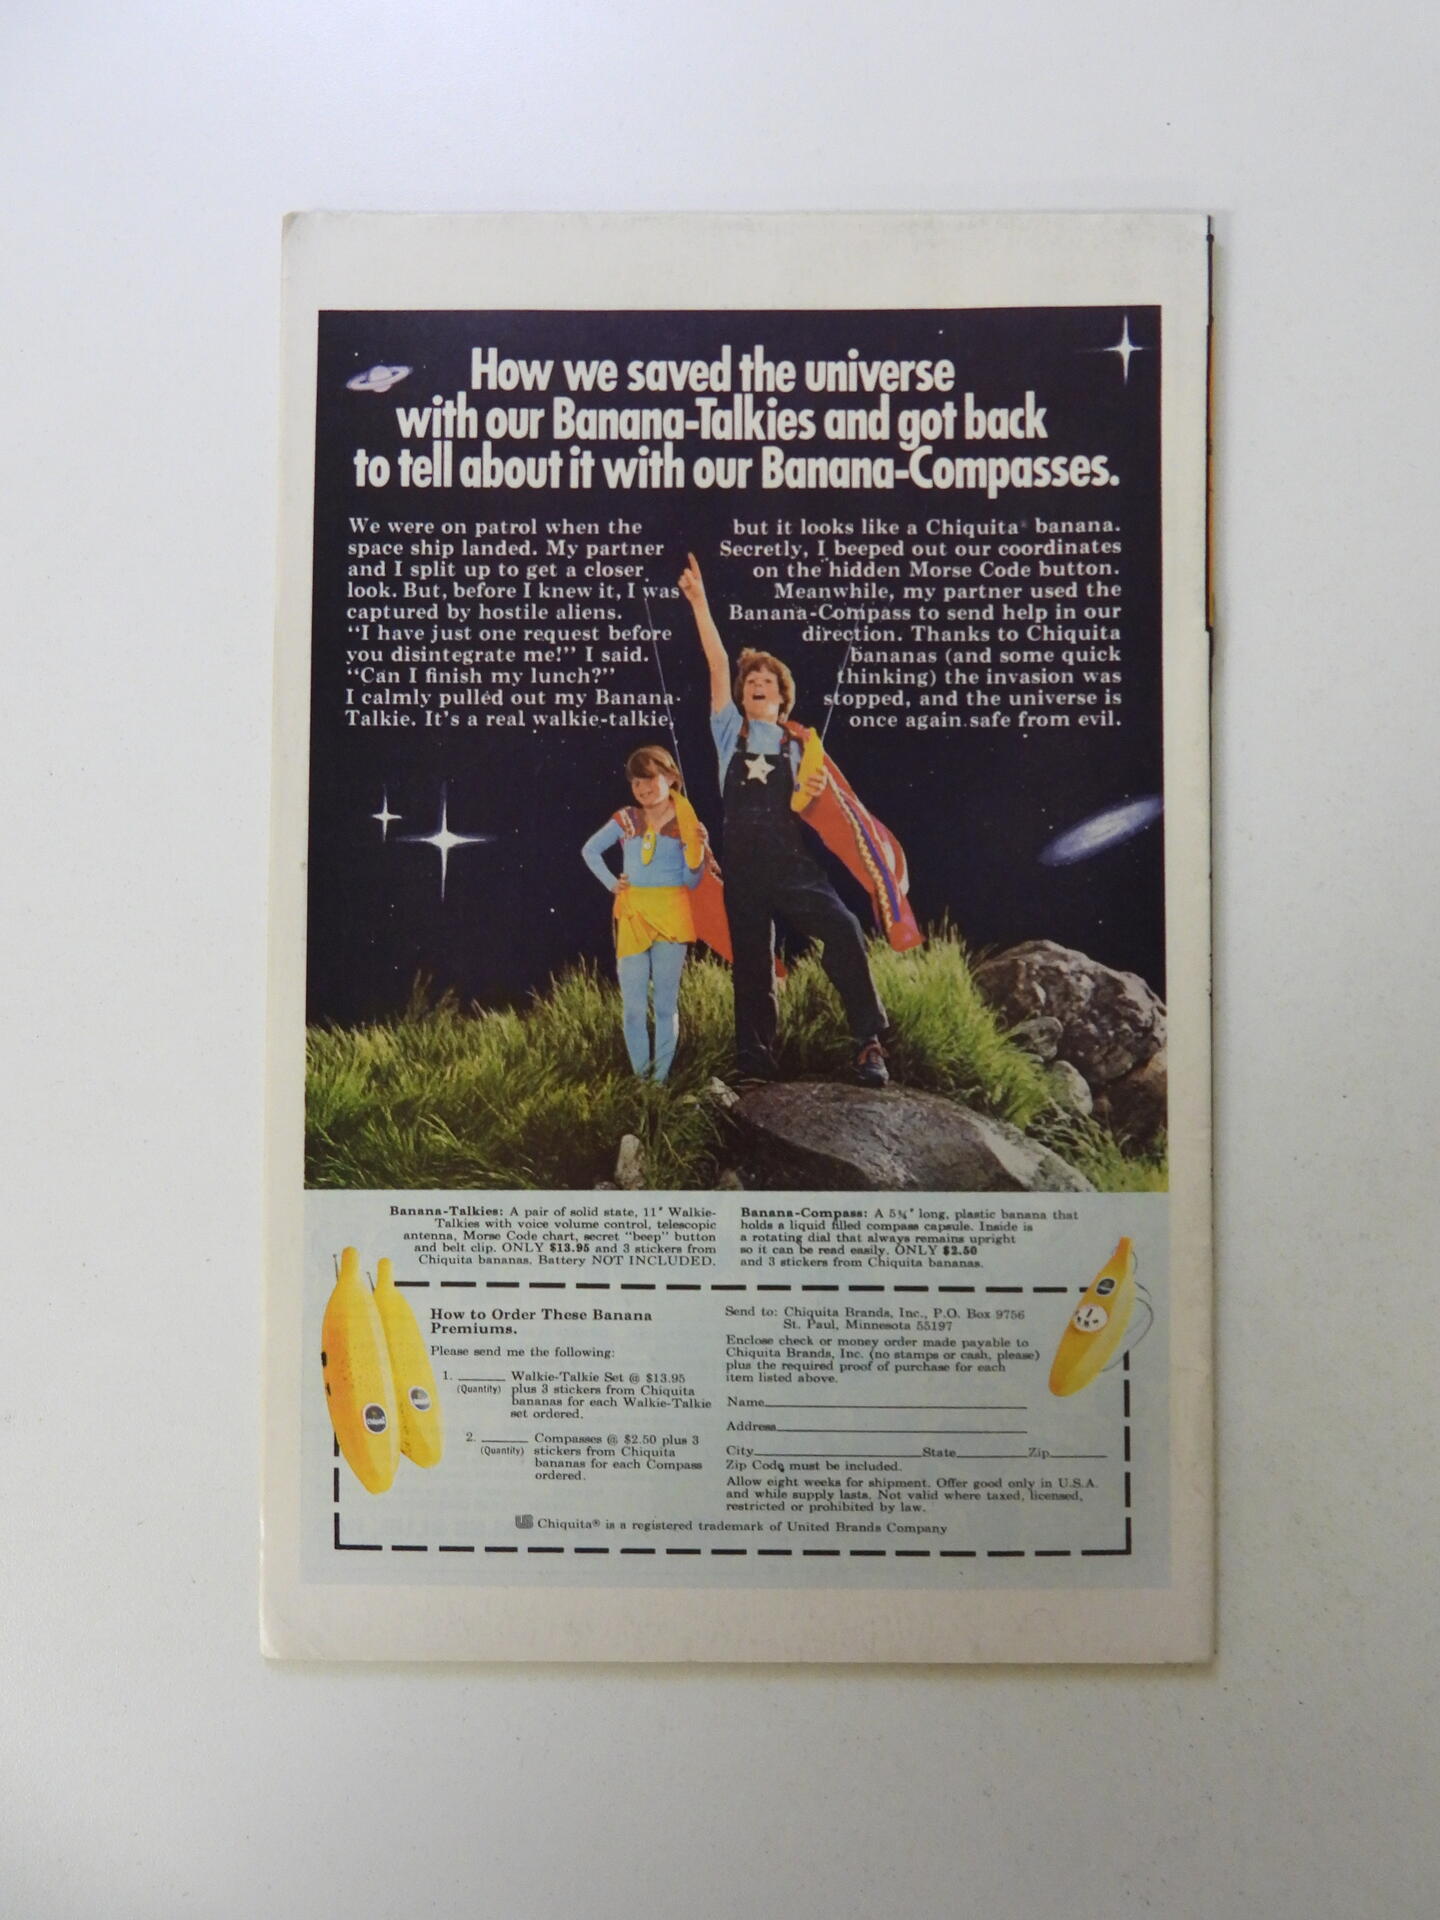 How we saved the universe
with our Banana-Talkies and got back
to tell about it with our Banana-Compasses.
We were on patrol when the
space ship landed. My partner
and I split up to get a closer
look. But, before I knew it, I was
captured by hostile aliens.
"I have just one request before
you disintegrate me!" I said.
"Can I finish my lunch?"
I calmly pulled out my Banana-
Talkie. It's a real walkie-talkie,
but it looks like a Chiquita® banana.
Secretly, I beeped out our coordinates
on the hidden Morse Code button.
Meanwhile, my partner used the
Banana-Compass to send help in our
direction. Thanks to Chiquita
bananas (and some quick
thinking) the invasion was
stopped, and the universe is
once again safe from evil.
Banana-Talkies: A pair of solid state, 11" Walkie-
Talkies with voice volume control, telescopic
antenna, Morse Code chart, secret "beep" button
and belt clip. ONLY $13.95 and 3 stickers from
Chiquita bananas. Battery NOT INCLUDED.
Banana-Compass: A 5¼" long, plastic banana that
holds a liquid filled compass capsule. Inside is
a rotating dial that always remains upright
so it can be read easily. ONLY $2.50
and 3 stickers from Chiquita bananas.
How to Order These Banana
Premiums.
Please send me the following:
1. ______ Walkie-Talkie Set @ $13.95
(Quantity) plus 3 stickers from Chiquita
bananas for each Walkie-Talkie
set ordered.
2. ______ Compasses @ $2.50 plus 3
(Quantity) stickers from Chiquita
bananas for each Compass
ordered.
Send to: Chiquita Brands, Inc., P.O. Box 9756
St. Paul, Minnesota 55197
Enclose check or money order made payable to
Chiquita Brands, Inc. (no stamps or cash, please)
plus the required proof of purchase for each
item listed above.
Name
Address
City State Zip
Zip Code must be included.
Allow eight weeks for shipment. Offer good only in U.S.A.
and while supply lasts. Not valid where taxed, licensed,
restricted or prohibited by law.
Chiquita® is a registered trademark of United Brands Company
Chiquita